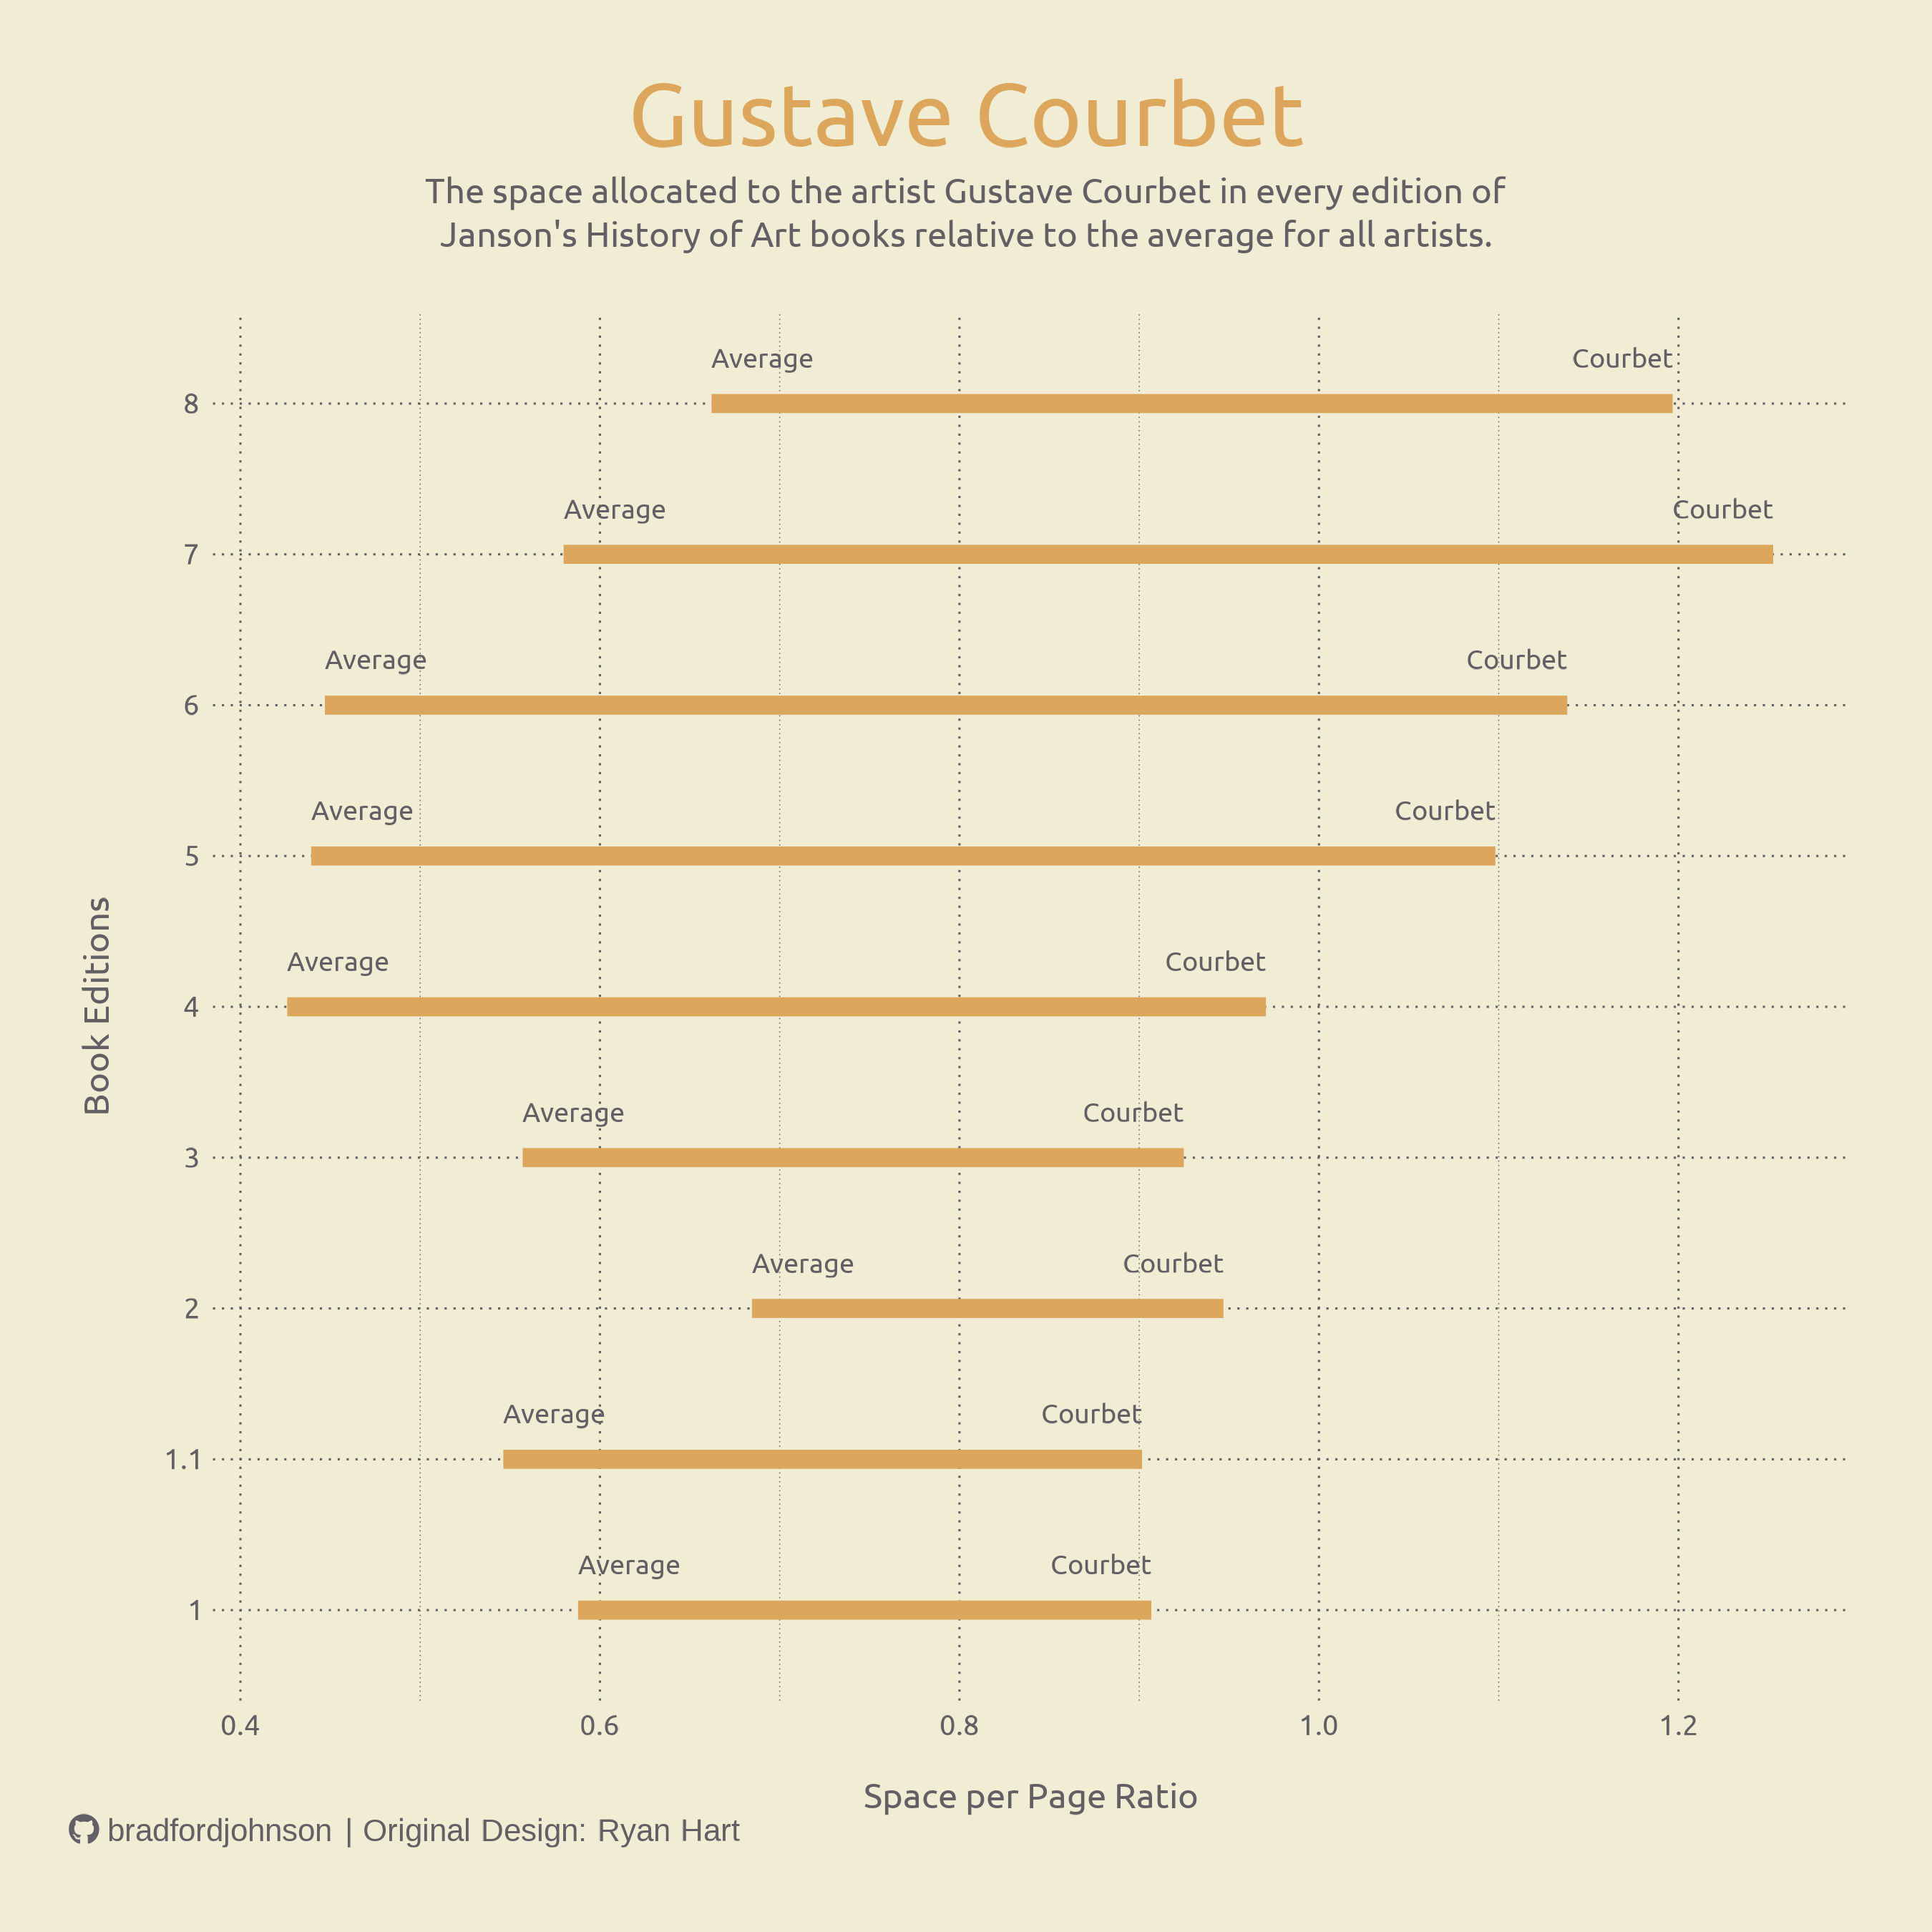 Gustave Courbet
The space allocated to the artist Gustave Courbet in every edition of
Janson's History of Art books relative to the average for all artists.
Average Courbet
8
Average Courbet
7
Average Courbet
6
Average Courbet
5
Average Courbet
4
Average Courbet
3
Average Courbet
2
Average Courbet
1.1
Average Courbet
1
Book Editions
0.4 0.6 0.8 1.0 1.2
Space per Page Ratio
bradfordjohnson | Original Design: Ryan Hart